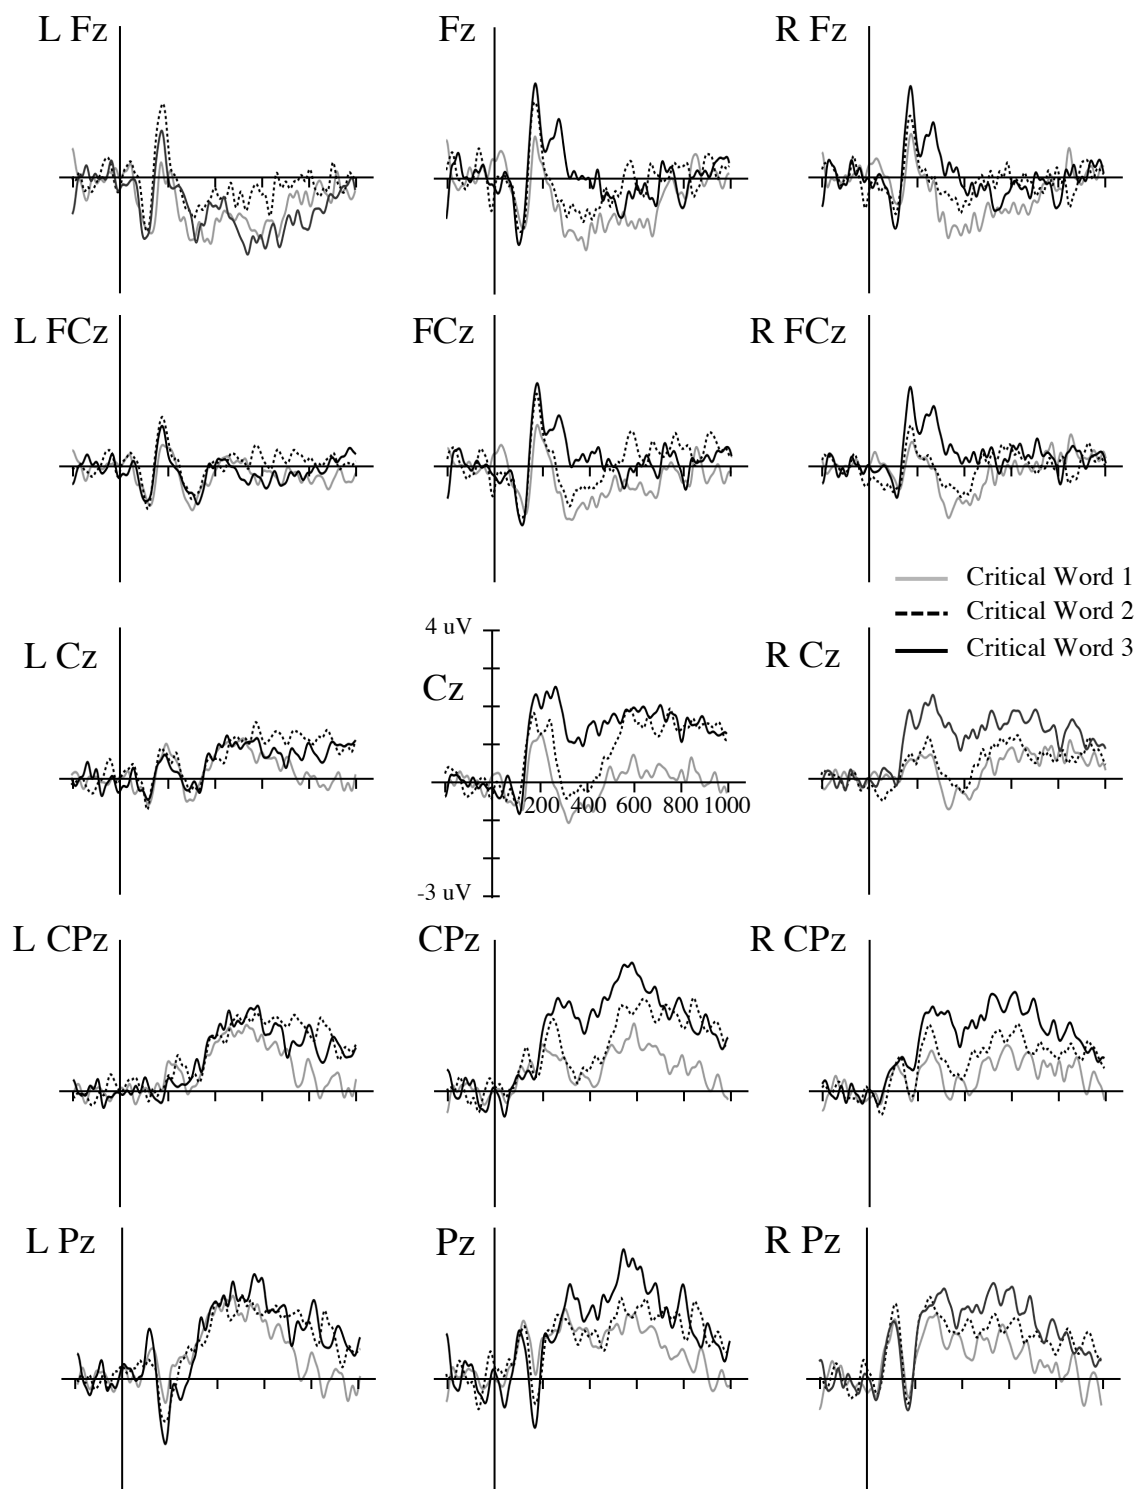 L Fz
Fz
R Fz
L FCz
FCz
R FCz
Critical Word 1
Critical Word 2
Critical Word 3
4 uV
L Cz
Cz
R Cz
200 400 600 800 1000
-3 uV
L CPz
CPz
R CPz
L Pz
Pz
R Pz